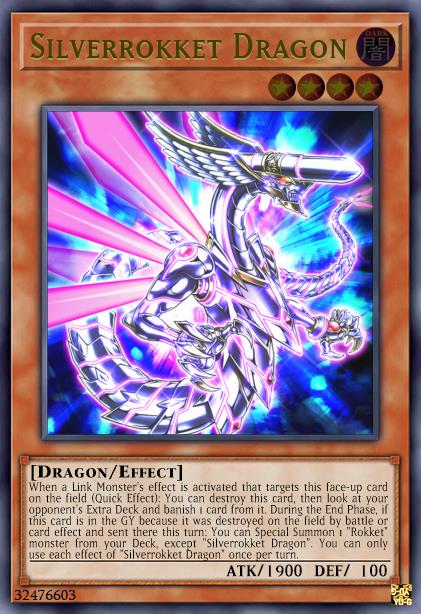 Silverrokket Dragon
DARK
闇
[Dragon/Effect]
When a Link Monster's effect is activated that targets this face-up card
on the field (Quick Effect): You can destroy this card, then look at your
opponent's Extra Deck and banish 1 card from it. During the End Phase, if
this card is in the GY because it was destroyed on the field by battle or
card effect and sent there this turn: You can Special Summon 1 "Rokket"
monster from your Deck, except "Silverrokket Dragon". You can only
use each effect of "Silverrokket Dragon" once per turn.
ATK/1900 DEF/ 100
32476603